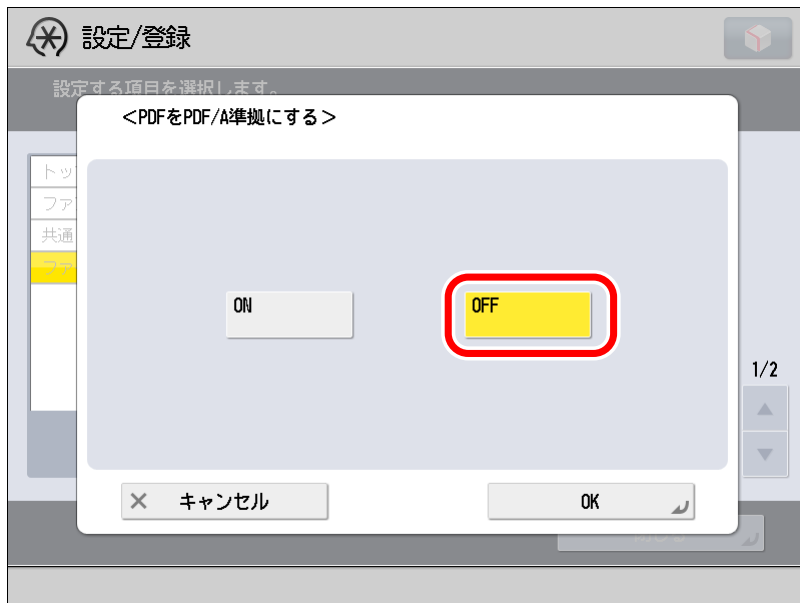 設定/登録
設定する項目を選択します。
<PDFをPDF/A準拠にする>
トッ
ファ
共通
ファ
ON
OFF
1/2
キャンセル
OK